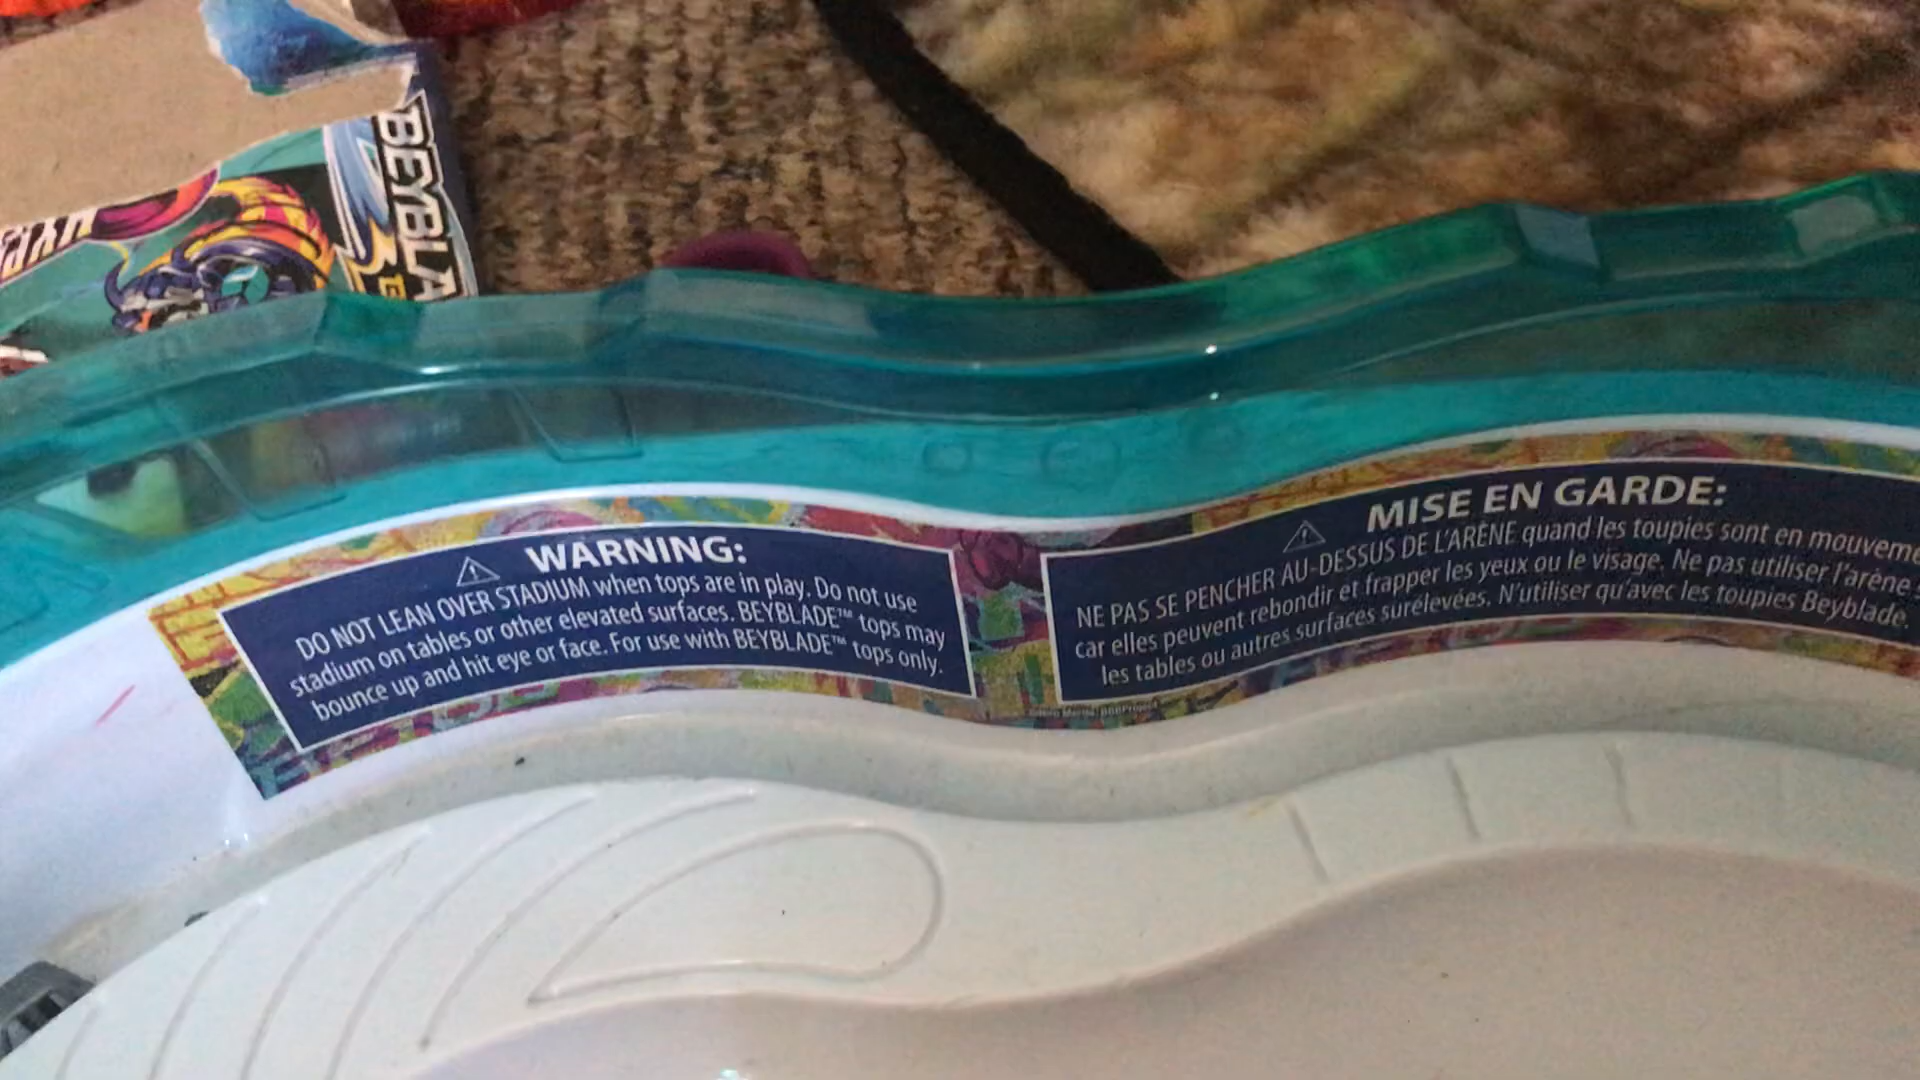 BEYBLA
HYP
WARNING:
DO NOT LEAN OVER STADIUM when tops are in play. Do not use
stadium on tables or other elevated surfaces. BEYBLADE™ tops may
bounce up and hit eye or face. For use with BEYBLADE™ tops only.
MISE EN GARDE:
NE PAS SE PENCHER AU-DESSUS DE L'ARÈNE quand les toupies sont en mouveme
car elles peuvent rebondir et frapper les yeux ou le visage. Ne pas utiliser l'arène s
les tables ou autres surfaces surélevées. N'utiliser qu'avec les toupies Beyblade.